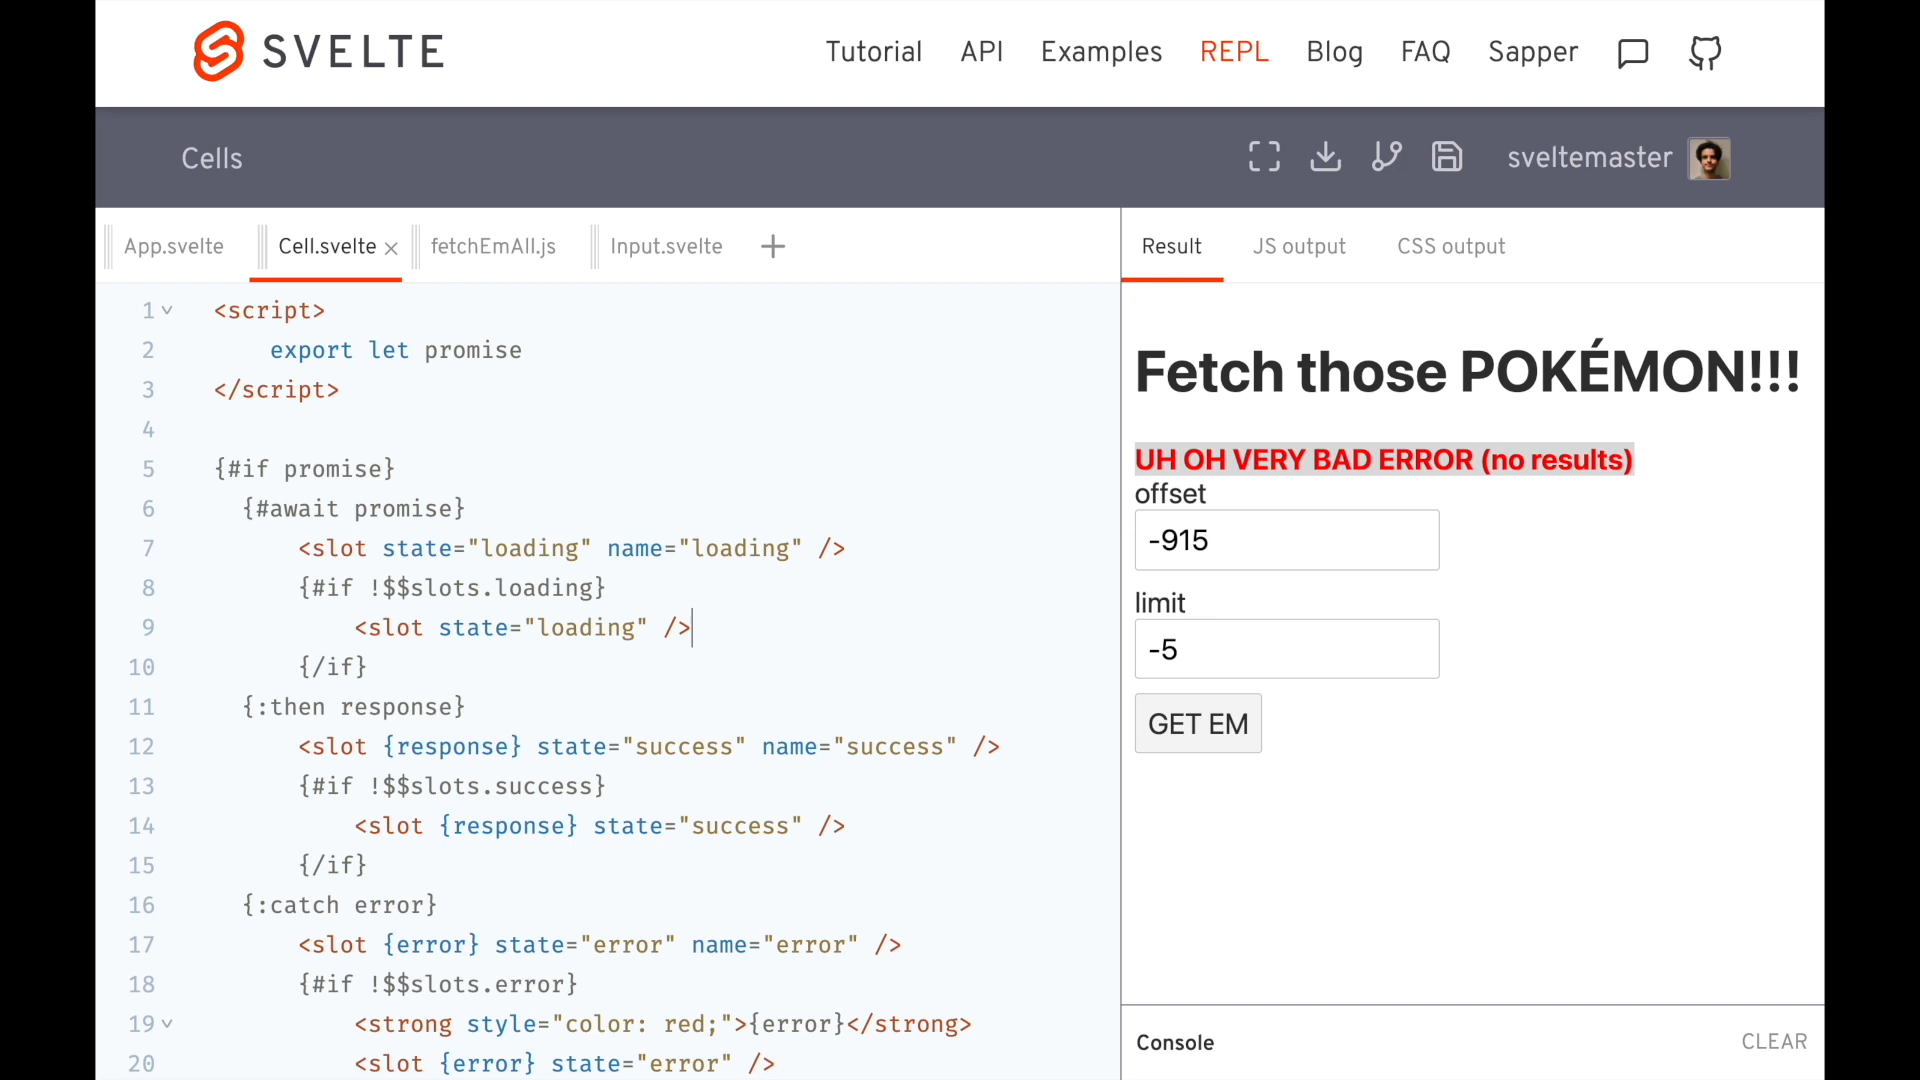 SVELTE
Tutorial API Examples REPL Blog FAQ Sapper
Cells
sveltemaster
App.svelte Cell.svelte fetchEmAll.js Input.svelte
Result JS output CSS output
1 <script>
2 export let promise
3 </script>
4
5 {#if promise}
6 {#await promise}
7 <slot state="loading" name="loading" />
8 {#if !$$slots.loading}
9 <slot state="loading" />
10 {/if}
11 {:then response}
12 <slot {response} state="success" name="success" />
13 {#if !$$slots.success}
14 <slot {response} state="success" />
15 {/if}
16 {:catch error}
17 <slot {error} state="error" name="error" />
18 {#if !$$slots.error}
19 <strong style="color: red;">{error}</strong>
20 <slot {error} state="error" />
Fetch those POKÉMON!!!
UH OH VERY BAD ERROR (no results)
offset
-915
limit
-5
GET EM
Console CLEAR